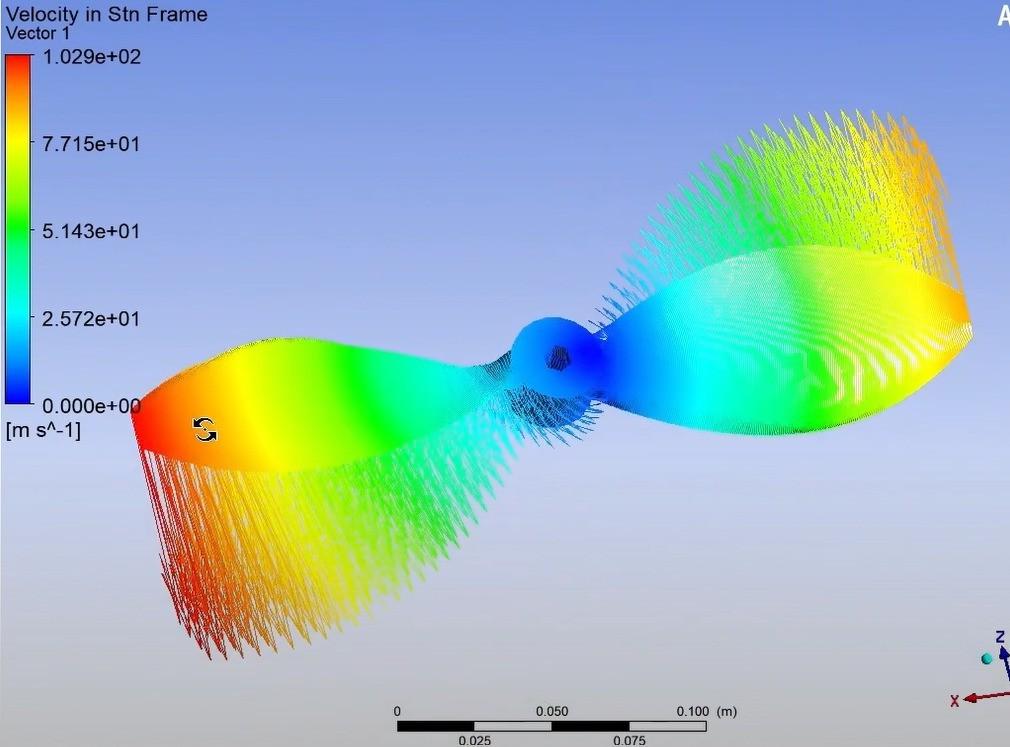 Velocity in Stn Frame
Vector 1
1.029e+02
7.715e+01
5.143e+01
2.572e+01
0.000e+00
[m s^-1]
A
0 0.050 0.100 (m)
0.025 0.075
Z
X